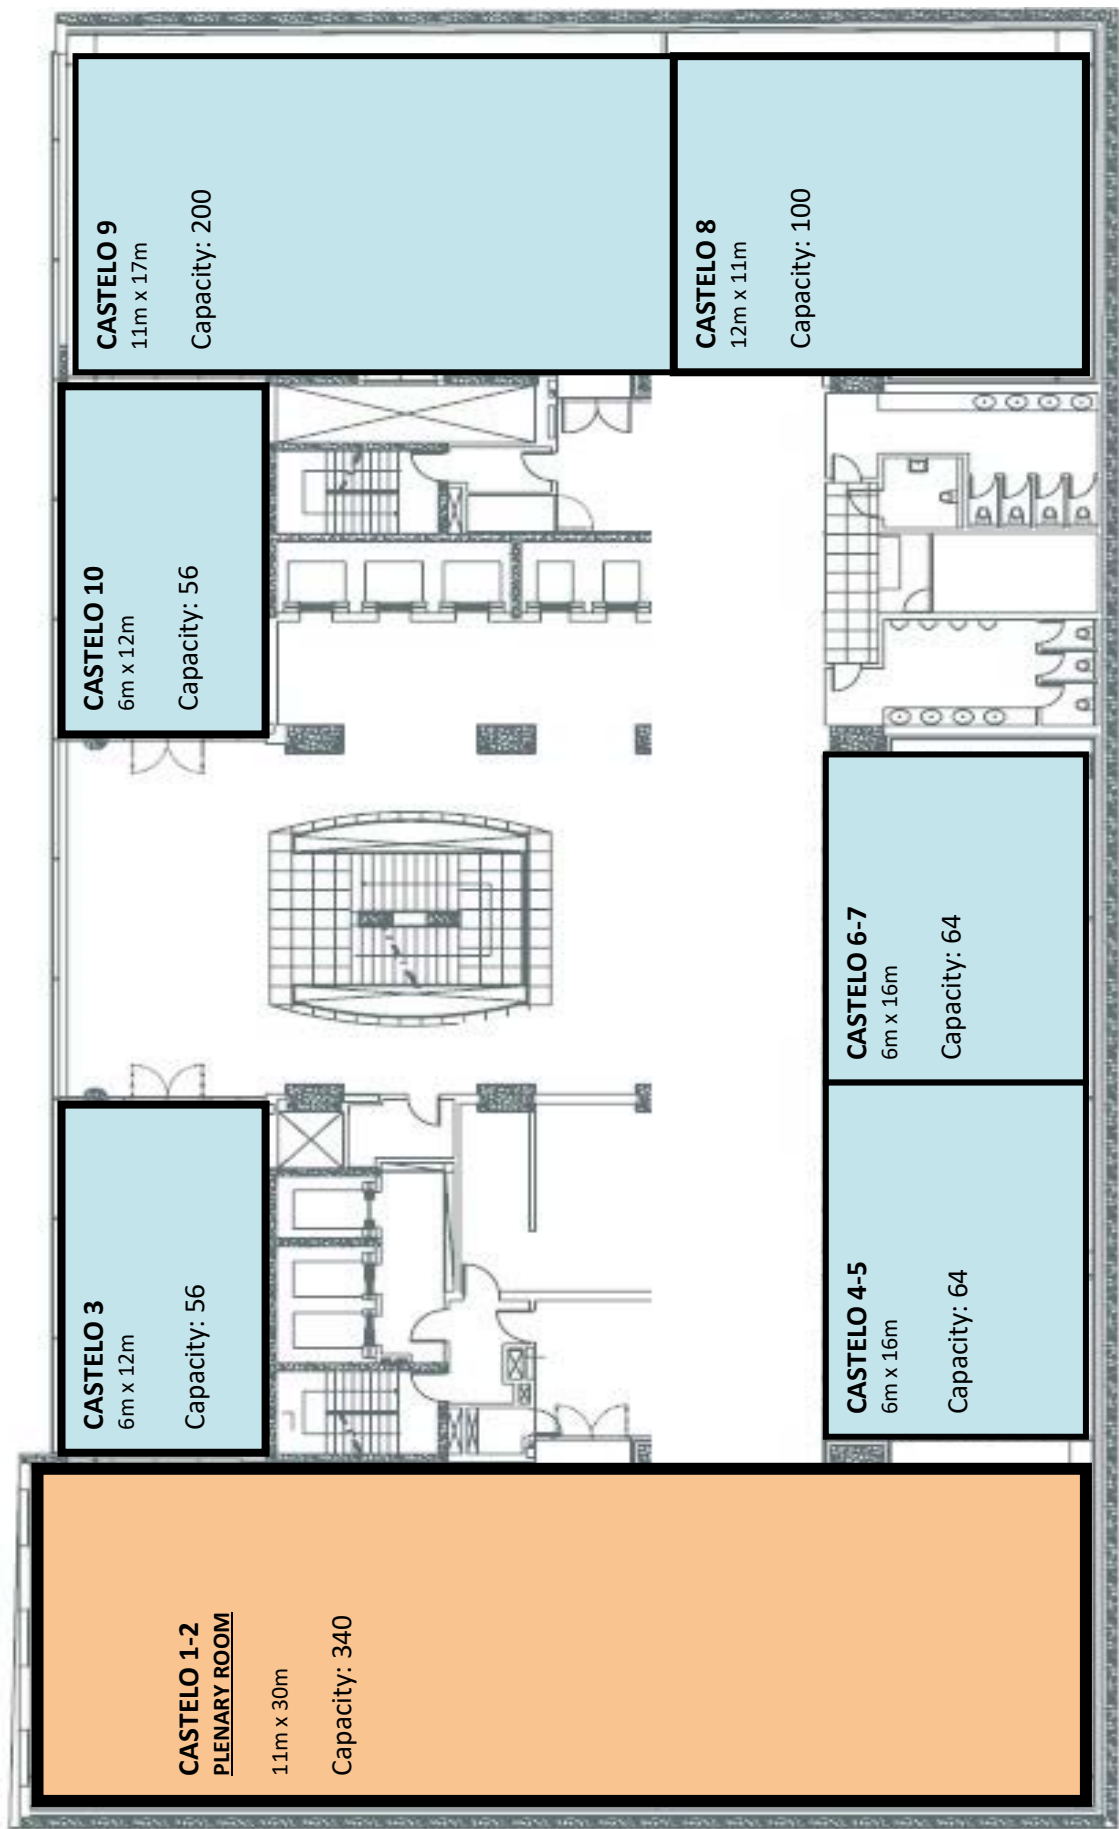 CASTELO 1-2
PLENARY ROOM
11m x 30m
Capacity: 340
CASTELO 3
6m x 12m
Capacity: 56
CASTELO 10
6m x 12m
Capacity: 56
CASTELO 9
11m x 17m
Capacity: 200
CASTELO 4-5
6m x 16m
Capacity: 64
CASTELO 6-7
6m x 16m
Capacity: 64
CASTELO 8
12m x 11m
Capacity: 100